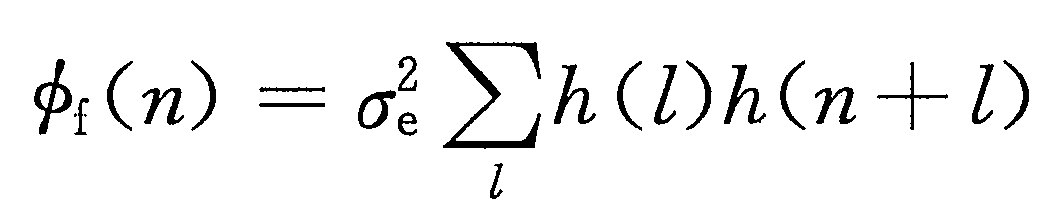 ϕ_f(n) = σ_e^2 ∑_l h(l)h(n+l)